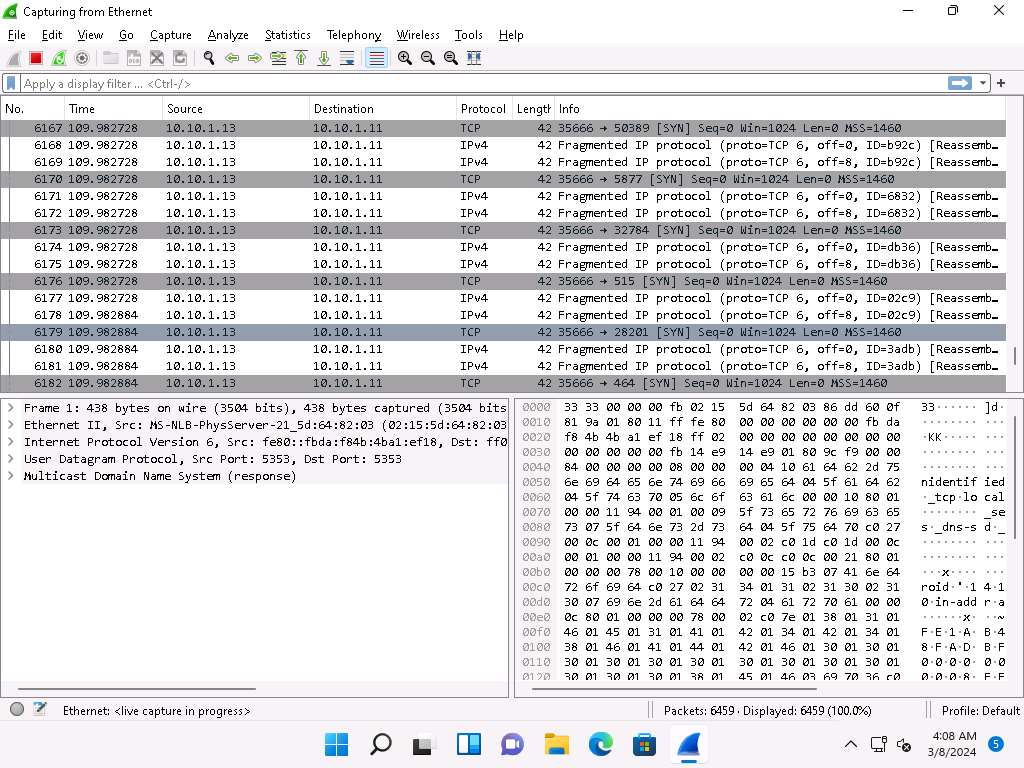 Capturing from Ethernet
File Edit View Go Capture Analyze Statistics Telephony Wireless Tools Help
Apply a display filter ... <Ctrl-/>
No. Time Source Destination Protocol Length Info
6167 109.982728 10.10.1.13 10.10.1.11 TCP 42 35666 → 50389 [SYN] Seq=0 Win=1024 Len=0 MSS=1460
6168 109.982728 10.10.1.13 10.10.1.11 IPv4 42 Fragmented IP protocol (proto=TCP 6, off=0, ID=b92c) [Reassemb…
6169 109.982728 10.10.1.13 10.10.1.11 IPv4 42 Fragmented IP protocol (proto=TCP 6, off=8, ID=b92c) [Reassemb…
6170 109.982728 10.10.1.13 10.10.1.11 TCP 42 35666 → 5877 [SYN] Seq=0 Win=1024 Len=0 MSS=1460
6171 109.982728 10.10.1.13 10.10.1.11 IPv4 42 Fragmented IP protocol (proto=TCP 6, off=0, ID=6832) [Reassemb…
6172 109.982728 10.10.1.13 10.10.1.11 IPv4 42 Fragmented IP protocol (proto=TCP 6, off=8, ID=6832) [Reassemb…
6173 109.982728 10.10.1.13 10.10.1.11 TCP 42 35666 → 32784 [SYN] Seq=0 Win=1024 Len=0 MSS=1460
6174 109.982728 10.10.1.13 10.10.1.11 IPv4 42 Fragmented IP protocol (proto=TCP 6, off=0, ID=db36) [Reassemb…
6175 109.982728 10.10.1.13 10.10.1.11 IPv4 42 Fragmented IP protocol (proto=TCP 6, off=8, ID=db36) [Reassemb…
6176 109.982728 10.10.1.13 10.10.1.11 TCP 42 35666 → 515 [SYN] Seq=0 Win=1024 Len=0 MSS=1460
6177 109.982728 10.10.1.13 10.10.1.11 IPv4 42 Fragmented IP protocol (proto=TCP 6, off=0, ID=02c9) [Reassemb…
6178 109.982884 10.10.1.13 10.10.1.11 IPv4 42 Fragmented IP protocol (proto=TCP 6, off=8, ID=02c9) [Reassemb…
6179 109.982884 10.10.1.13 10.10.1.11 TCP 42 35666 → 28201 [SYN] Seq=0 Win=1024 Len=0 MSS=1460
6180 109.982884 10.10.1.13 10.10.1.11 IPv4 42 Fragmented IP protocol (proto=TCP 6, off=0, ID=3adb) [Reassemb…
6181 109.982884 10.10.1.13 10.10.1.11 IPv4 42 Fragmented IP protocol (proto=TCP 6, off=8, ID=3adb) [Reassemb…
6182 109.982884 10.10.1.13 10.10.1.11 TCP 42 35666 → 464 [SYN] Seq=0 Win=1024 Len=0 MSS=1460
Frame 1: 438 bytes on wire (3504 bits), 438 bytes captured (3504 bits
Ethernet II, Src: MS-NLB-PhysServer-21_5d:64:82:03 (02:15:5d:64:82:03
Internet Protocol Version 6, Src: fe80::fbda:f84b:4ba1:ef18, Dst: ff0
User Datagram Protocol, Src Port: 5353, Dst Port: 5353
Multicast Domain Name System (response)
0000 33 33 00 00 00 fb 02 15 5d 64 82 03 86 dd 60 0f 33······ ]d·
0010 81 9a 01 80 11 ff fe 80 00 00 00 00 00 00 fb da ········
0020 f8 4b 4b a1 ef 18 ff 02 00 00 00 00 00 00 00 00 ·KK·····
0030 00 00 00 00 00 fb 14 e9 14 e9 01 80 9c f9 00 00 ········
0040 84 00 00 00 00 08 00 00 00 04 10 61 64 62 2d 75 ········
0050 6e 69 64 65 6e 74 69 66 69 65 64 04 5f 61 64 62 nidentif ied
0060 04 5f 74 63 70 05 6c 6f 63 61 6c 00 00 10 80 01 ·_tcp·lo cal
0070 00 00 11 94 00 01 00 09 5f 73 65 72 76 69 63 65 ········ _se
0080 73 07 5f 64 6e 73 2d 73 64 04 5f 75 64 70 c0 27 s·_dns-s d·_
0090 00 0c 00 01 00 00 11 94 00 02 c0 1d c0 1d 00 0c ········
00a0 00 01 00 00 11 94 00 02 c0 0c c0 0c 00 21 80 01 ········
00b0 00 00 00 78 00 10 00 00 00 00 15 b3 07 41 6e 64 ···x····
00c0 72 6f 69 64 c0 27 02 31 34 01 31 02 31 30 02 31 roid·'·1 4·1
00d0 30 07 69 6e 2d 61 64 64 72 04 61 72 70 61 00 00 0·in-add r·a
00e0 0c 80 01 00 00 00 78 00 02 c0 7e 01 38 01 31 01 ······x· ··~
00f0 46 01 45 01 31 01 41 01 42 01 34 01 42 01 34 01 F·E·1·A· B·4
0100 38 01 46 01 41 01 44 01 42 01 46 01 30 01 30 01 8·F·A·D· B·F
0110 30 01 30 01 30 01 30 01 30 01 30 01 30 01 30 01 0·0·0·0· 0·0
0120 30 01 30 01 30 01 38 01 45 01 46 03 69 70 36 c0 0·0·0·8· E·F
Ethernet: <live capture in progress>
Packets: 6459 · Displayed: 6459 (100.0%)
Profile: Default
4:08 AM
3/8/2024
5